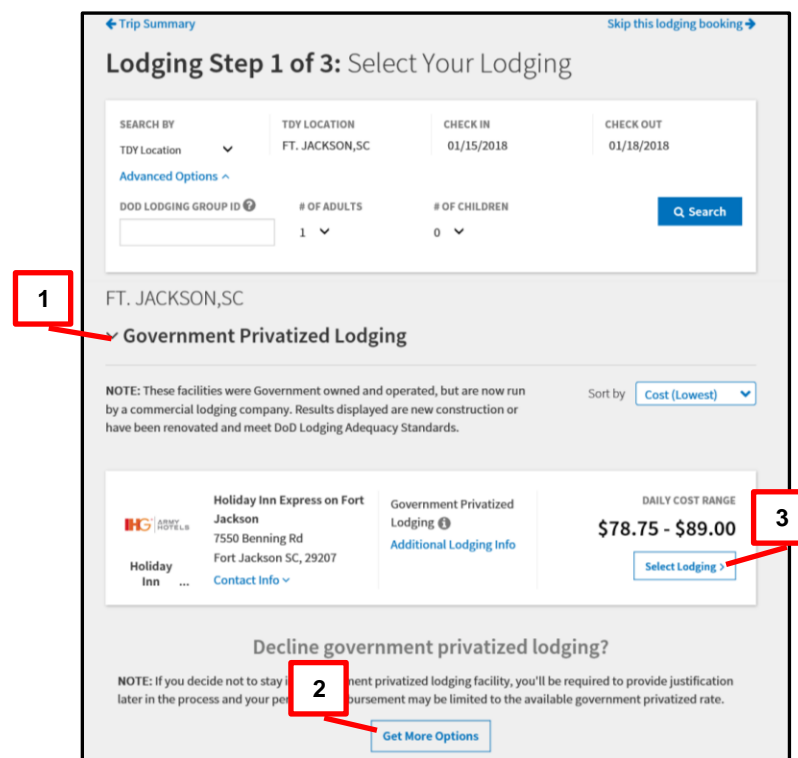 Trip Summary
Skip this lodging booking
Lodging Step 1 of 3: Select Your Lodging
SEARCH BY
TDY LOCATION
CHECK IN
CHECK OUT
TDY Location
FT. JACKSON,SC
01/15/2018
01/18/2018
Advanced Options
DOD LODGING GROUP ID
# OF ADULTS
# OF CHILDREN
1
0
Search
1
FT. JACKSON,SC
Government Privatized Lodging
NOTE: These facilities were Government owned and operated, but are now run
by a commercial lodging company. Results displayed are new construction or
have been renovated and meet DoD Lodging Adequacy Standards.
Sort by Cost (Lowest)
IHG ARMY HOTELS
Holiday
Inn ...
Holiday Inn Express on Fort
Jackson
7550 Benning Rd
Fort Jackson SC, 29207
Contact Info
Government Privatized
Lodging
Additional Lodging Info
DAILY COST RANGE
$78.75 - $89.00
Select Lodging >
3
Decline government privatized lodging?
NOTE: If you decide not to stay i ment privatized lodging facility, you'll be required to provide justification
later in the process and your pe bursement may be limited to the available government privatized rate.
2
Get More Options